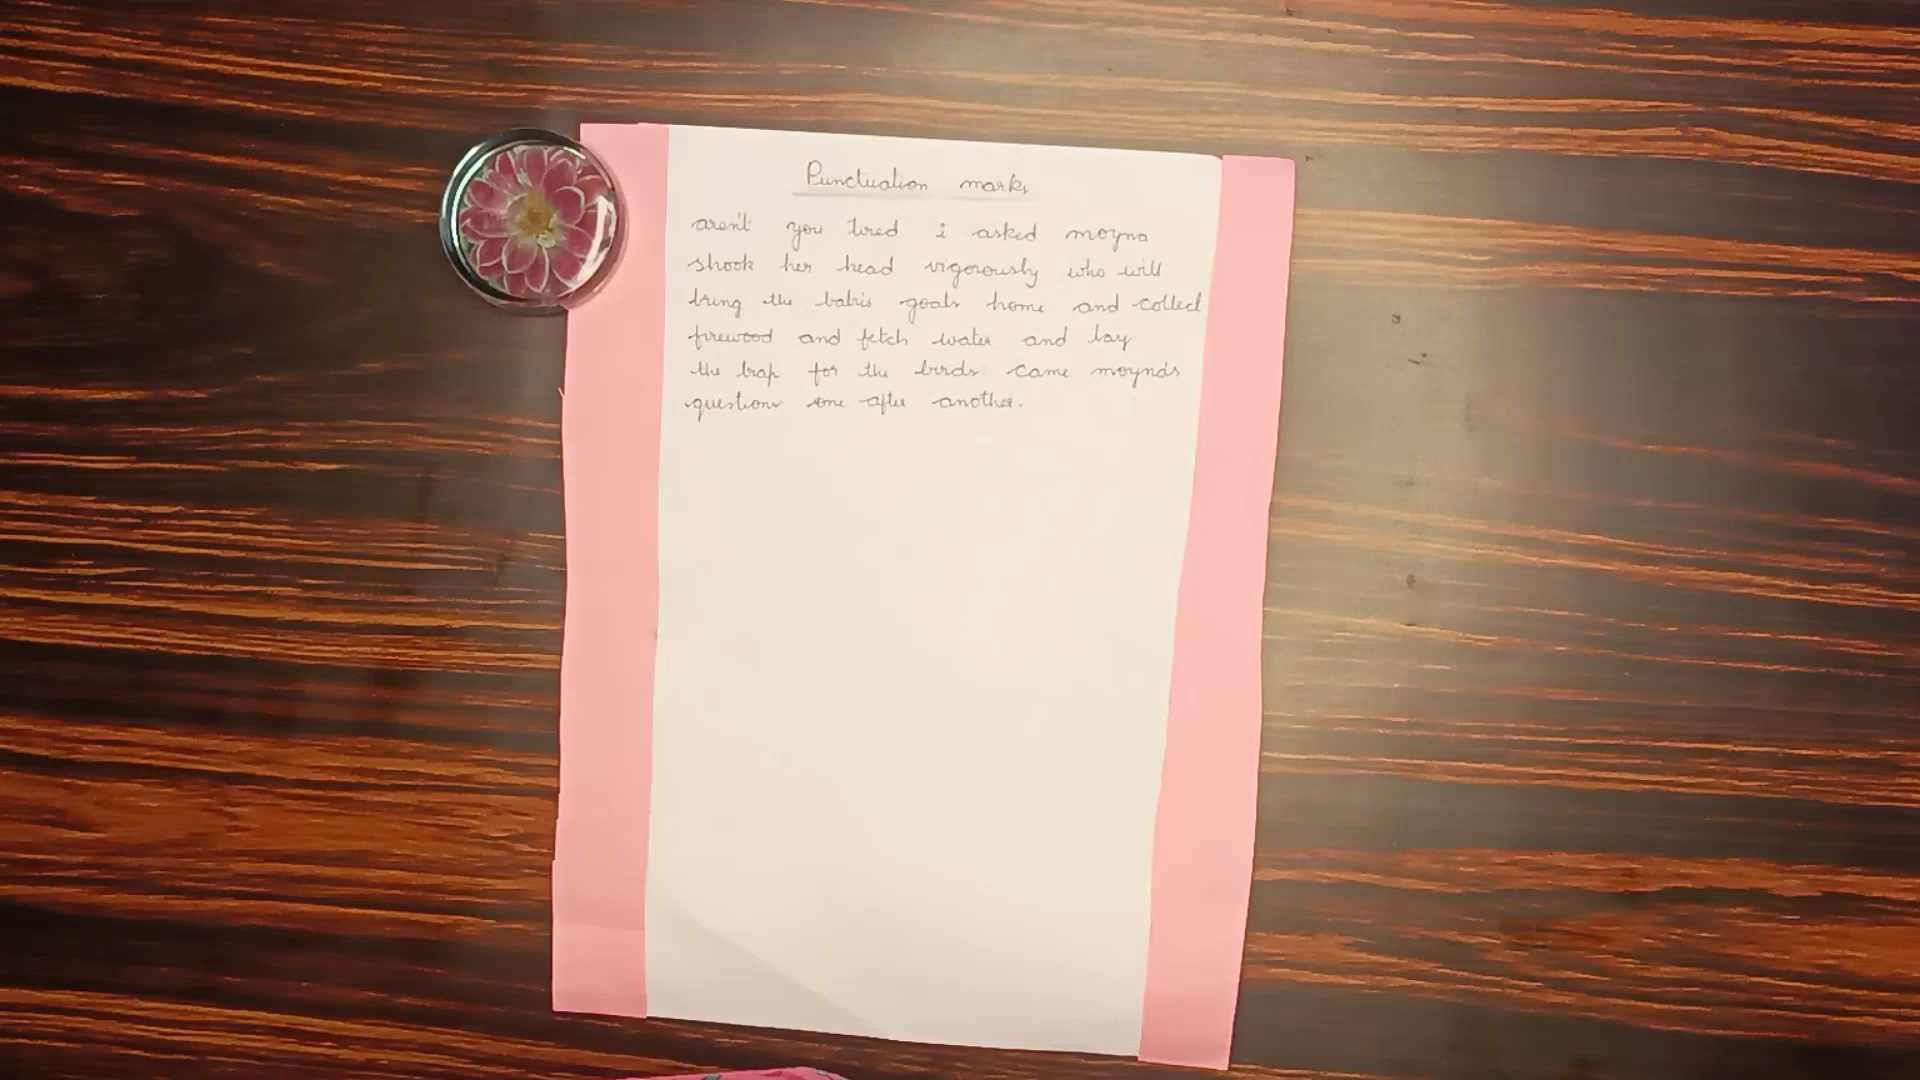 Punctuation marks
aren't you tired i asked moyna
shook her head vigorously who will
bring the babu's goats home and collect
firewood and fetch water and lay
the trap for the birds came moyna's
questions one after another.